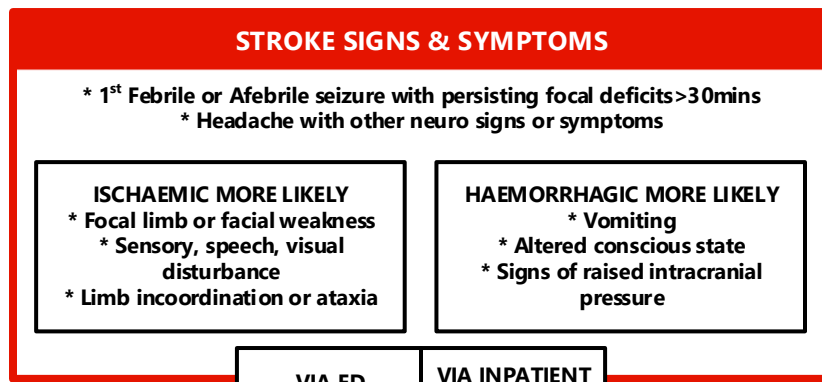 STROKE SIGNS & SYMPTOMS
* 1st Febrile or Afebrile seizure with persisting focal deficits>30mins
* Headache with other neuro signs or symptoms
ISCHAEMIC MORE LIKELY
* Focal limb or facial weakness
* Sensory, speech, visual
disturbance
* Limb incoordination or ataxia
HAEMORRHAGIC MORE LIKELY
* Vomiting
* Altered conscious state
* Signs of raised intracranial
pressure
VIA ED
VIA INPATIENT